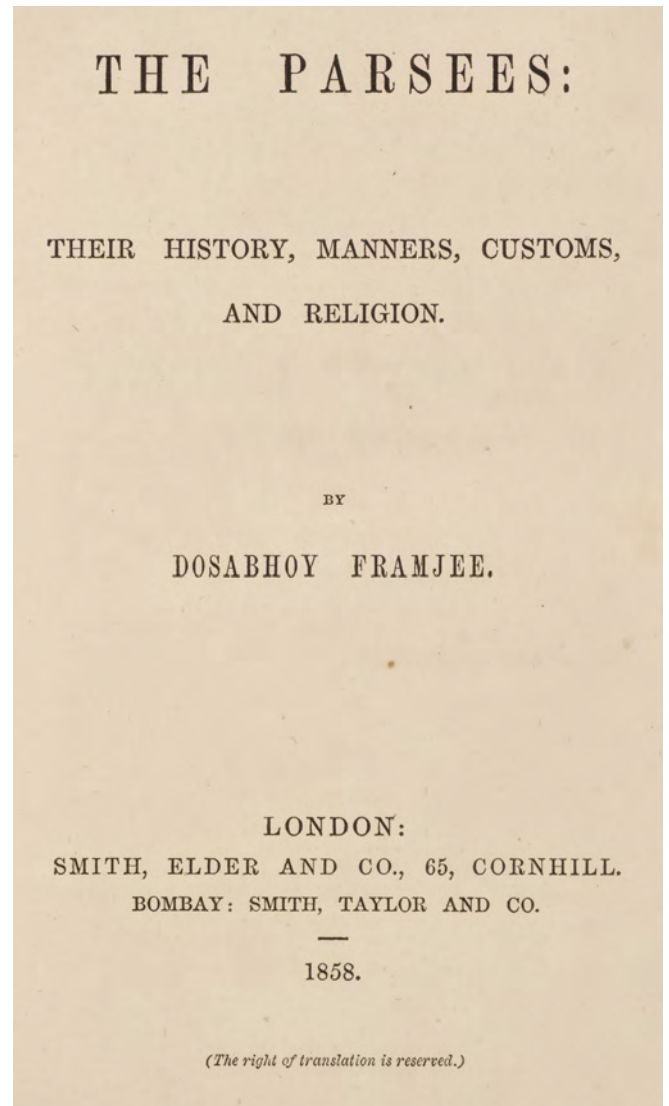 THE PARSEES:
THEIR HISTORY, MANNERS, CUSTOMS,
AND RELIGION.
BY
DOSABHOY FRAMJEE.
LONDON:
SMITH, ELDER AND CO., 65, CORNHILL.
BOMBAY: SMITH, TAYLOR AND CO.
1858.
(The right of translation is reserved.)